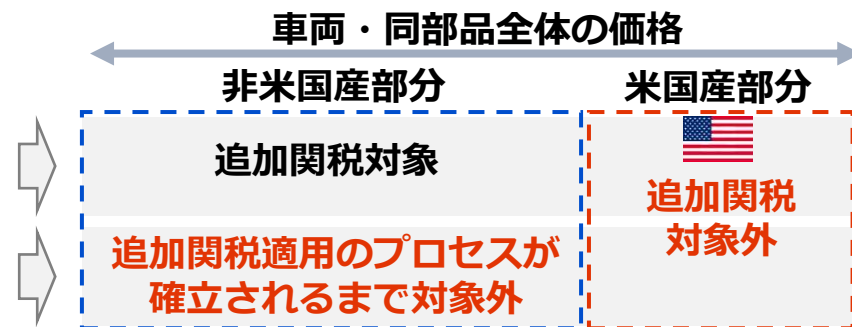 車両・同部品全体の価格
非米国産部分
米国産部分
追加関税対象
追加関税
対象外
追加関税適用のプロセスが
確立されるまで対象外